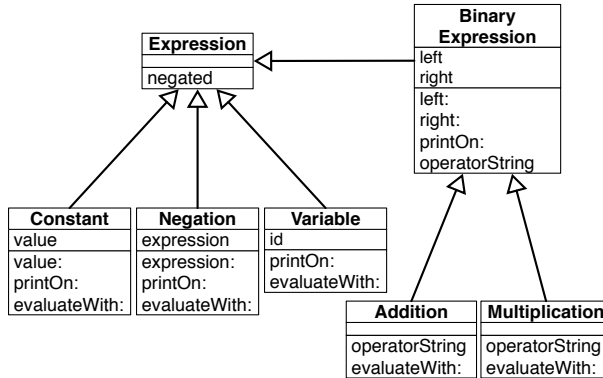 Expression
negated
Binary
Expression
left
right
left:
right:
printOn:
operatorString
Constant
value
value:
printOn:
evaluateWith:
Negation
expression
expression:
printOn:
evaluateWith:
Variable
id
printOn:
evaluateWith:
Addition
operatorString
evaluateWith:
Multiplication
operatorString
evaluateWith: